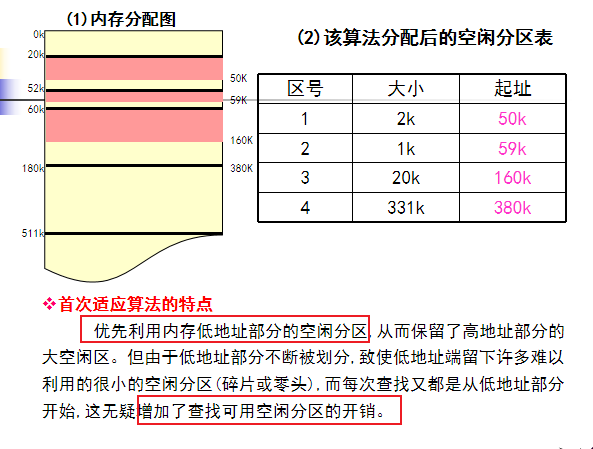 (1)内存分配图
(2)该算法分配后的空闲分区表
0k
20k
50K
52k
59K
60k
160K
180k
380K
511k
区号 大小 起址
1 2k 50k
2 1k 59k
3 20k 160k
4 331k 380k
❖首次适应算法的特点
优先利用内存低地址部分的空闲分区,从而保留了高地址部分的
大空闲区。但由于低地址部分不断被划分,致使低地址端留下许多难以
利用的很小的空闲分区(碎片或零头),而每次查找又都是从低地址部分
开始,这无疑增加了查找可用空闲分区的开销。